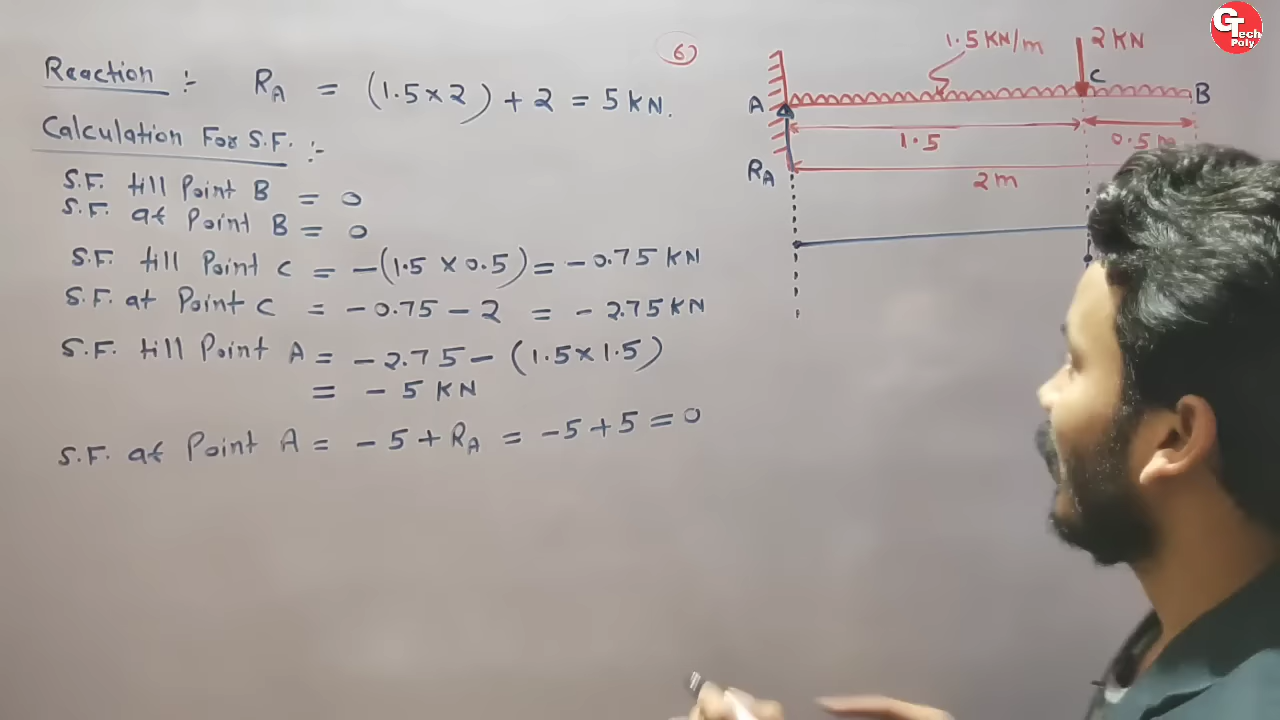 6)
Reaction :- RA = (1.5×2) + 2 = 5 KN.
Calculation For S.F. :-
S.F. till Point B = 0
S.F. at Point B = 0
S.F. till Point C = -(1.5 × 0.5) = -0.75 KN
S.F. at Point C = -0.75 - 2 = -2.75 KN
S.F. till Point A = -2.75 - (1.5×1.5)
= -5 KN
S.F. at Point A = -5 + RA = -5+5 = 0
1.5 KN/m
2 KN
A
C
B
1.5
0.5 m
RA
2 m
GTech
Poly